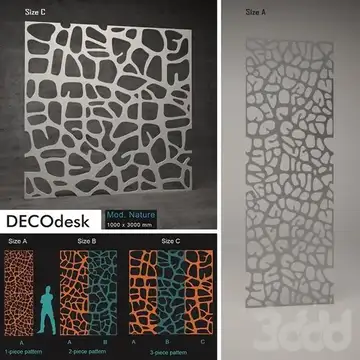 Size C
Size A
DECOdesk
Mod. Nature
1000 x 3000 mm
Size A
Size B
Size C
A
A
B
A
B
C
1-piece pattern
2-piece pattern
3-piece pattern
3ddd